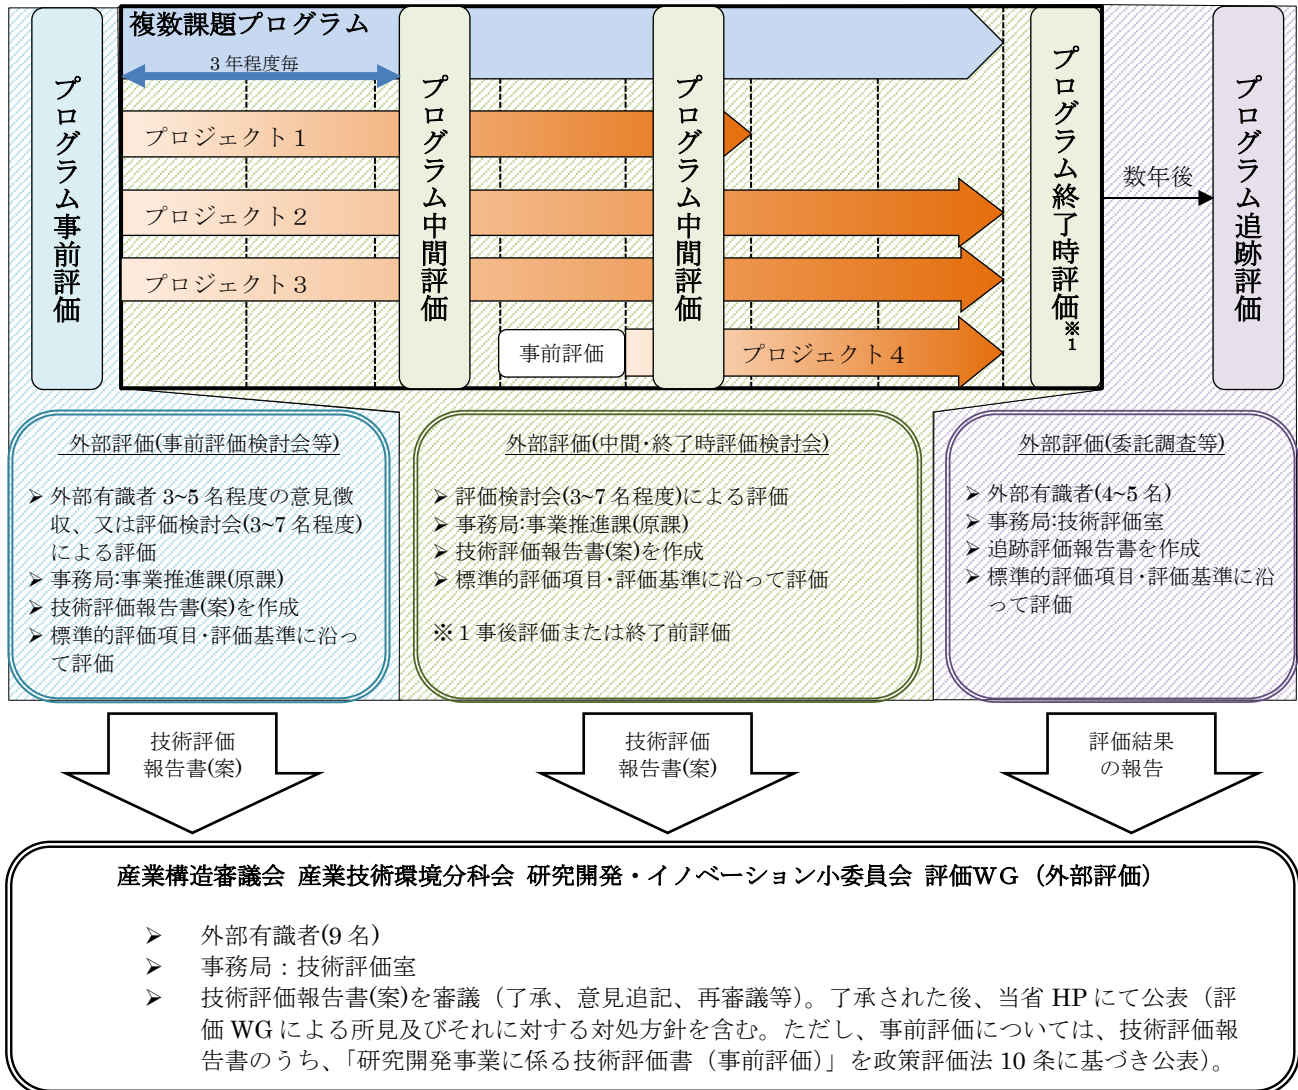 複数課題プログラム
3年程度毎
プログラム事前評価
プログラム中間評価
プログラム中間評価
プログラム終了時評価※1
プログラム追跡評価
数年後
プロジェクト1
プロジェクト2
プロジェクト3
事前評価
プロジェクト4
外部評価(事前評価検討会等)
➢ 外部有識者 3~5 名程度の意見徴
収、又は評価検討会(3~7 名程度)
による評価
➢ 事務局:事業推進課(原課)
➢ 技術評価報告書(案)を作成
➢ 標準的評価項目・評価基準に沿っ
て評価
外部評価(中間・終了時評価検討会)
➢ 評価検討会(3~7 名程度)による評価
➢ 事務局:事業推進課(原課)
➢ 技術評価報告書(案)を作成
➢ 標準的評価項目・評価基準に沿って評価
※1事後評価または終了前評価
外部評価(委託調査等)
➢ 外部有識者(4~5 名)
➢ 事務局:技術評価室
➢ 追跡評価報告書を作成
➢ 標準的評価項目・評価基準に沿
って評価
技術評価
報告書(案)
技術評価
報告書(案)
評価結果
の報告
産業構造審議会 産業技術環境分科会 研究開発・イノベーション小委員会 評価WG(外部評価)
➢ 外部有識者(9 名)
➢ 事務局：技術評価室
➢ 技術評価報告書(案)を審議（了承、意見追記、再審議等）。了承された後、当省 HP にて公表（評
価 WG による所見及びそれに対する対処方針を含む。ただし、事前評価については、技術評価報
告書のうち、「研究開発事業に係る技術評価書（事前評価）」を政策評価法 10 条に基づき公表）。